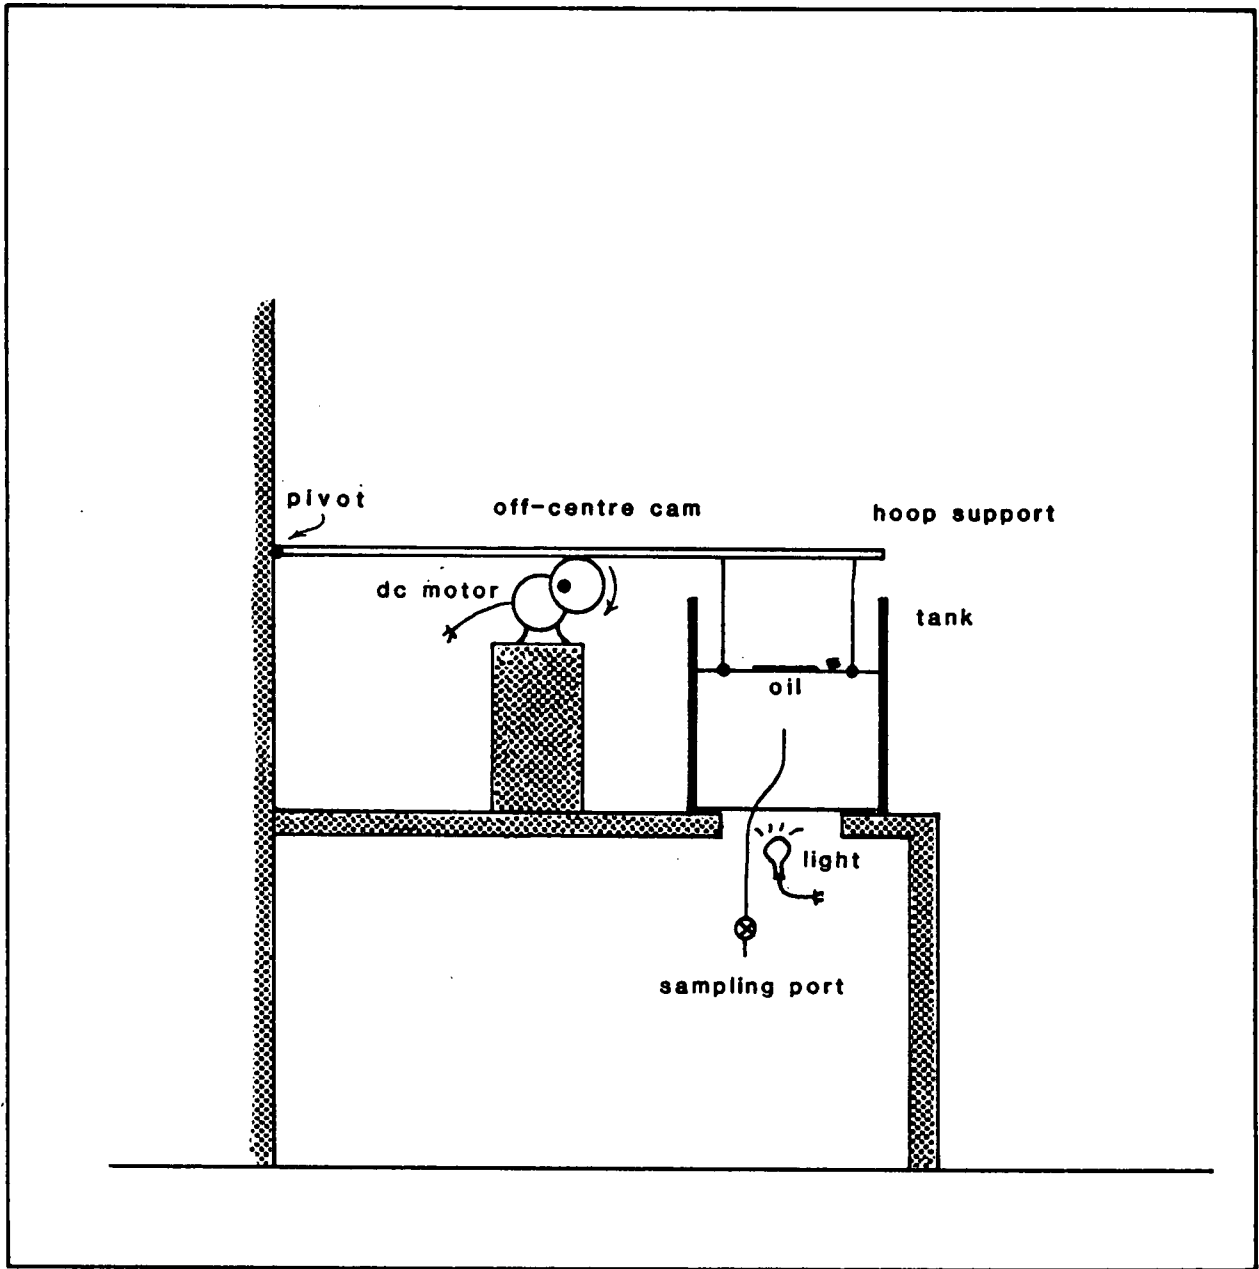 pivot
off-centre cam
hoop support
dc motor
tank
oil
light
sampling port